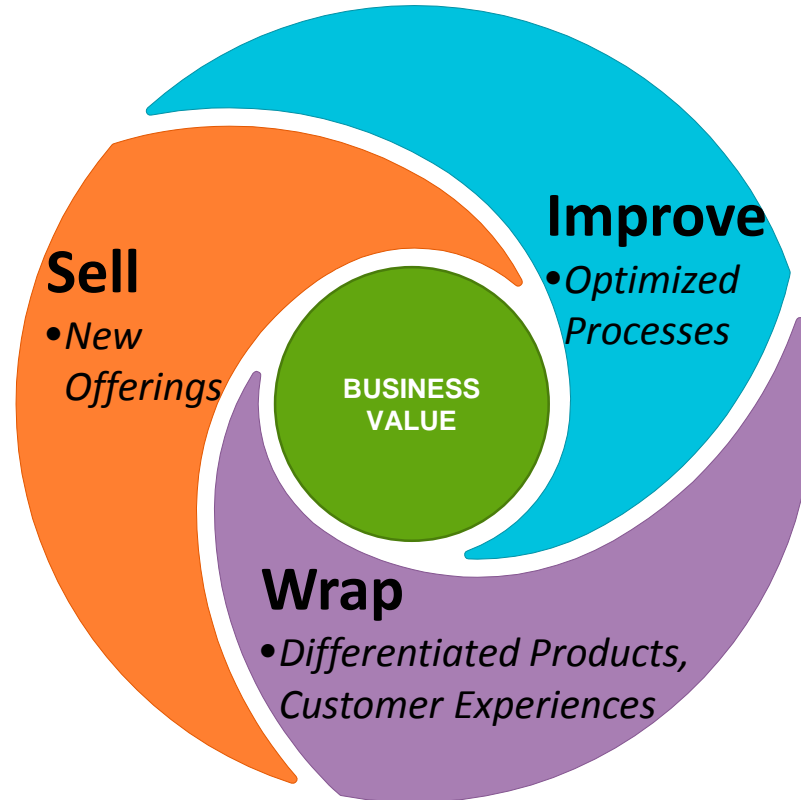 Improve
•Optimized
Processes
Sell
•New
Offerings
BUSINESS
VALUE
Wrap
•Differentiated Products,
Customer Experiences